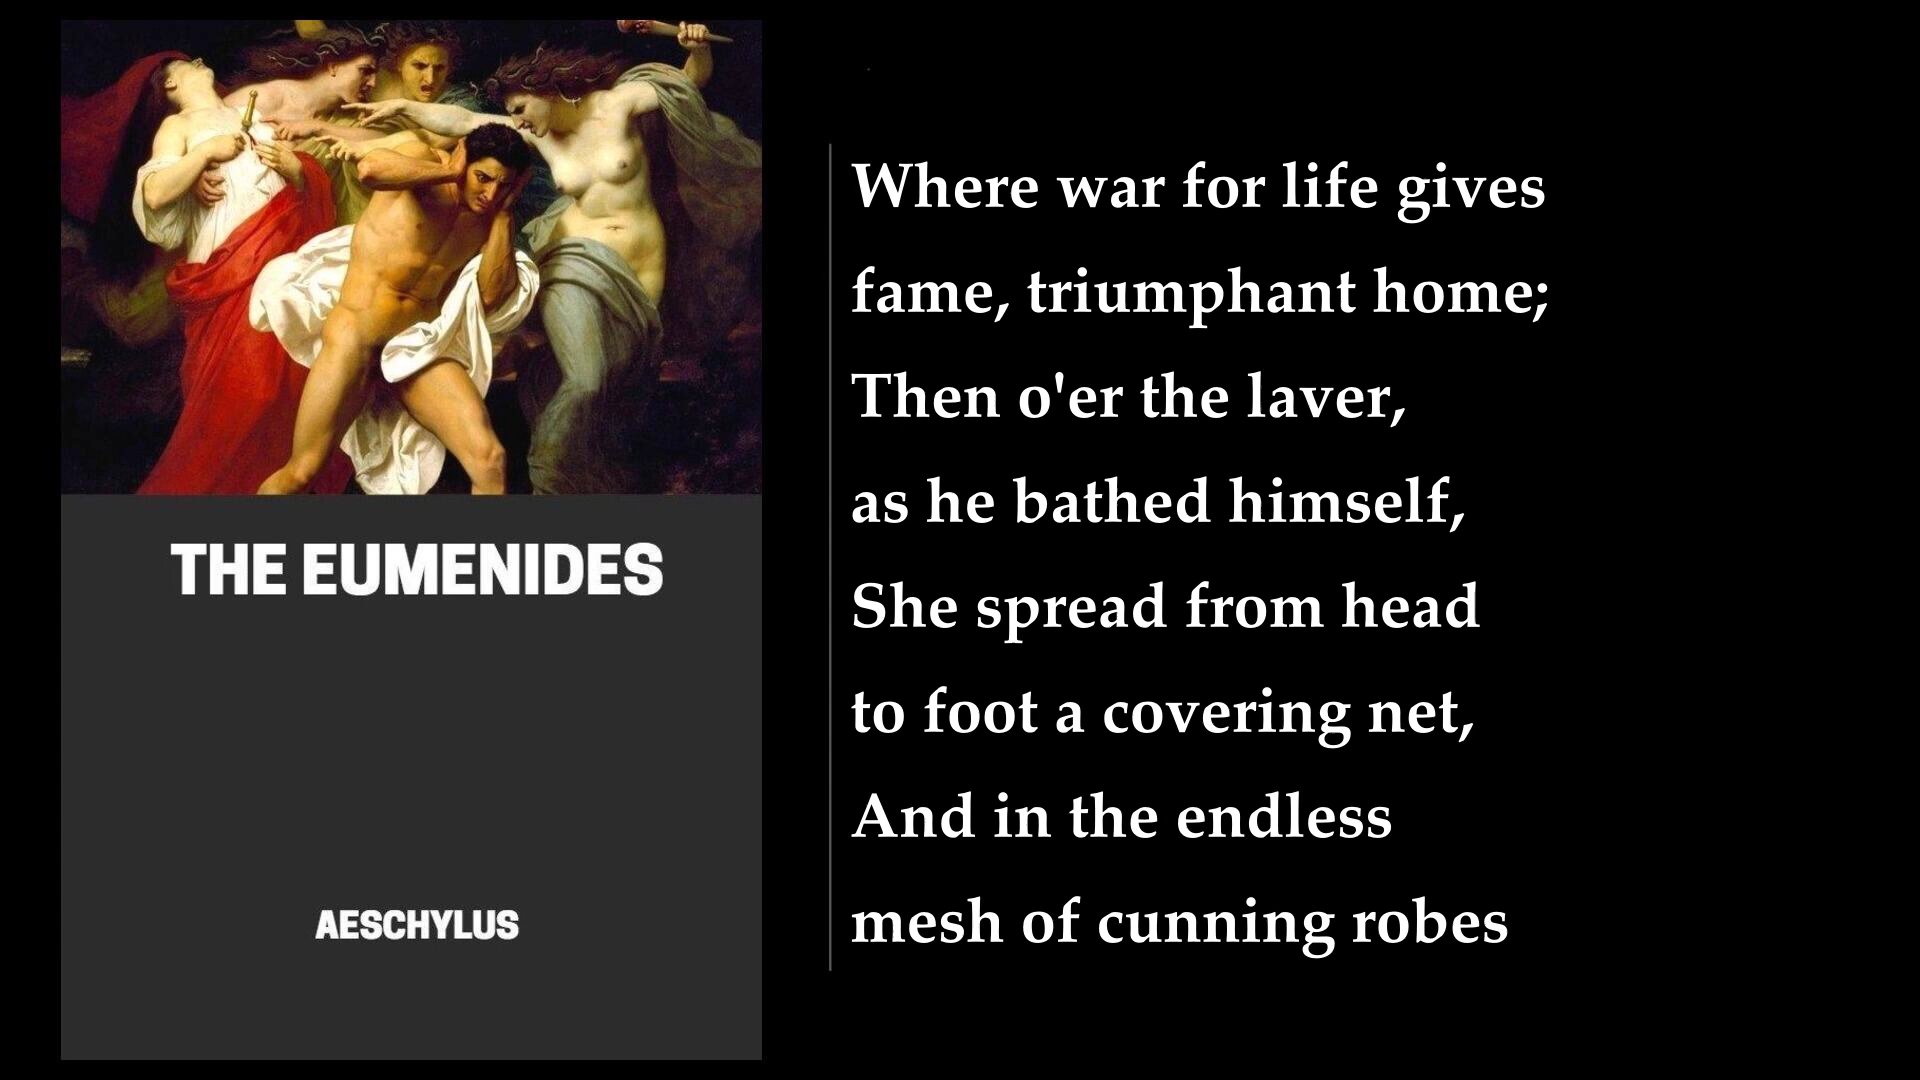 THE EUMENIDES
AESCHYLUS
Where war for life gives
fame, triumphant home;
Then o'er the laver,
as he bathed himself,
She spread from head
to foot a covering net,
And in the endless
mesh of cunning robes